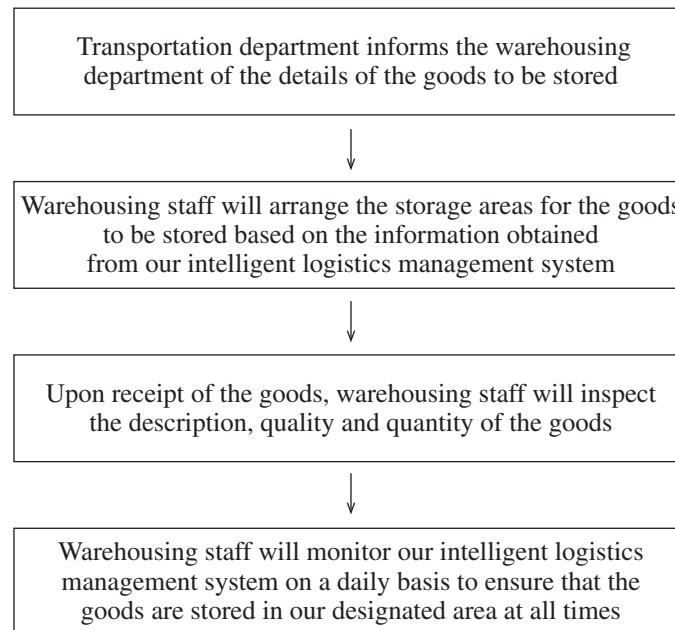 Transportation department informs the warehousing
department of the details of the goods to be stored
Warehousing staff will arrange the storage areas for the goods
to be stored based on the information obtained
from our intelligent logistics management system
Upon receipt of the goods, warehousing staff will inspect
the description, quality and quantity of the goods
Warehousing staff will monitor our intelligent logistics
management system on a daily basis to ensure that the
goods are stored in our designated area at all times